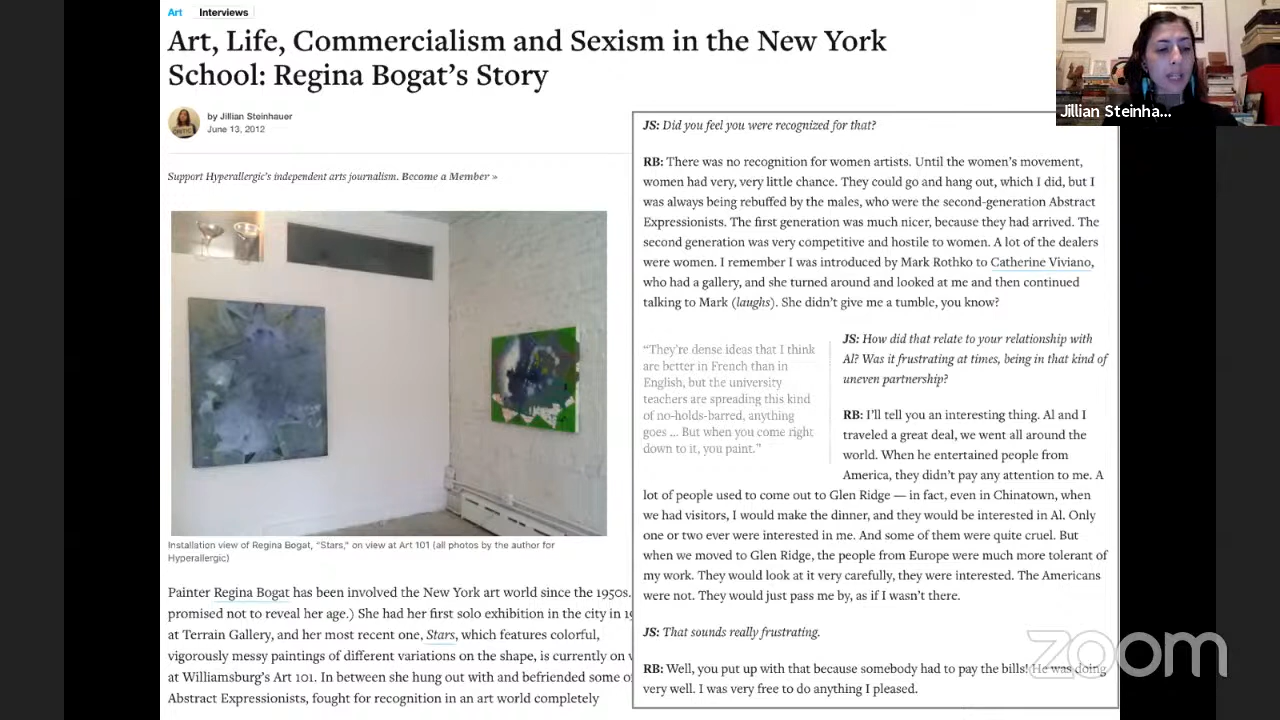 Art Interviews
Art, Life, Commercialism and Sexism in the New York
School: Regina Bogat's Story
by Jillian Steinhauer
June 13, 2012
Support Hyperallergic's independent arts journalism. Become a Member »
Installation view of Regina Bogat, "Stars," on view at Art 101 (all photos by the author for
Hyperallergic)
Painter Regina Bogat has been involved the New York art world since the 1950s.
promised not to reveal her age.) She had her first solo exhibition in the city in
at Terrain Gallery, and her most recent one, Stars, which features colorful,
vigorously messy paintings of different variations on the shape, is currently on
at Williamsburg's Art 101. In between she hung out with and befriended some
Abstract Expressionists, fought for recognition in an art world completely
JS: Did you feel you were recognized for that?
RB: There was no recognition for women artists. Until the women's movement,
women had very, very little chance. They could go and hang out, which I did, but I
was always being rebuffed by the males, who were the second-generation Abstract
Expressionists. The first generation was much nicer, because they had arrived. The
second generation was very competitive and hostile to women. A lot of the dealers
were women. I remember I was introduced by Mark Rothko to Catherine Viviano,
who had a gallery, and she turned around and looked at me and then continued
talking to Mark (laughs). She didn't give me a tumble, you know?
"They're dense ideas that I think
are better in French than in
English, but the university
teachers are spreading this kind
of no-holds-barred, anything
goes ... But when you come right
down to it, you paint."
JS: How did that relate to your relationship with
Al? Was it frustrating at times, being in that kind of
uneven partnership?
RB: I'll tell you an interesting thing. Al and I
traveled a great deal, we went all around the
world. When he entertained people from
America, they didn't pay any attention to me. A
lot of people used to come out to Glen Ridge — in fact, even in Chinatown, when
we had visitors, I would make the dinner, and they would be interested in Al. Only
one or two ever were interested in me. And some of them were quite cruel. But
when we moved to Glen Ridge, the people from Europe were much more tolerant of
my work. They would look at it very carefully, they were interested. The Americans
were not. They would just pass me by, as if I wasn't there.
JS: That sounds really frustrating.
RB: Well, you put up with that because somebody had to pay the bills! He was doing
very well. I was very free to do anything I pleased.
Jillian Steinha...
zoom